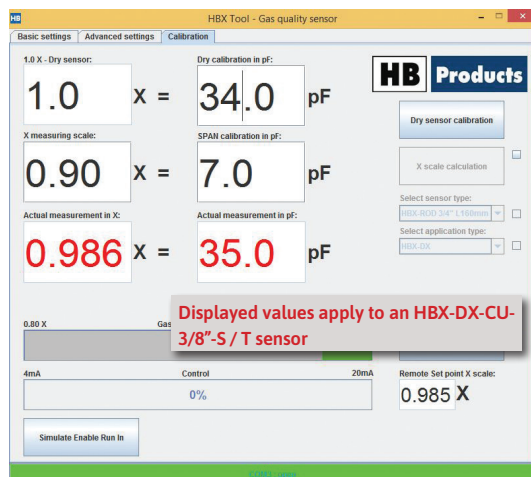 HB
HBX Tool - Gas quality sensor
Basic settings
Advanced settings
Calibration
1.0 X - Dry sensor:
Dry calibration in pF:
1.0 X = 34.0 pF
HB Products
Dry sensor calibration
X measuring scale:
SPAN calibration in pF:
0.90 X = 7.0 pF
X scale calculation
Select sensor type:
HBX-ROD 3/4" L160mm
Select application type:
HBX-DX
Actual measurement in X:
Actual measurement in pF:
0.986 X = 35.0 pF
Displayed values apply to an HBX-DX-CU-
3/8”-S / T sensor
0.80 X
Gas
4mA
Control
20mA
0%
Remote Set point X scale:
0.985 X
Simulate Enable Run In